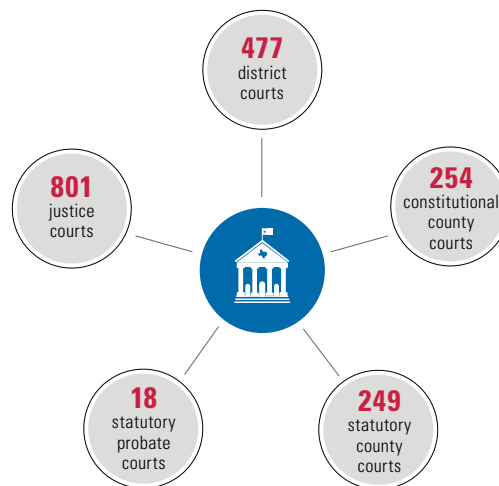 477
district
courts
801
justice
courts
254
constitutional
county
courts
18
statutory
probate
courts
249
statutory
county
courts